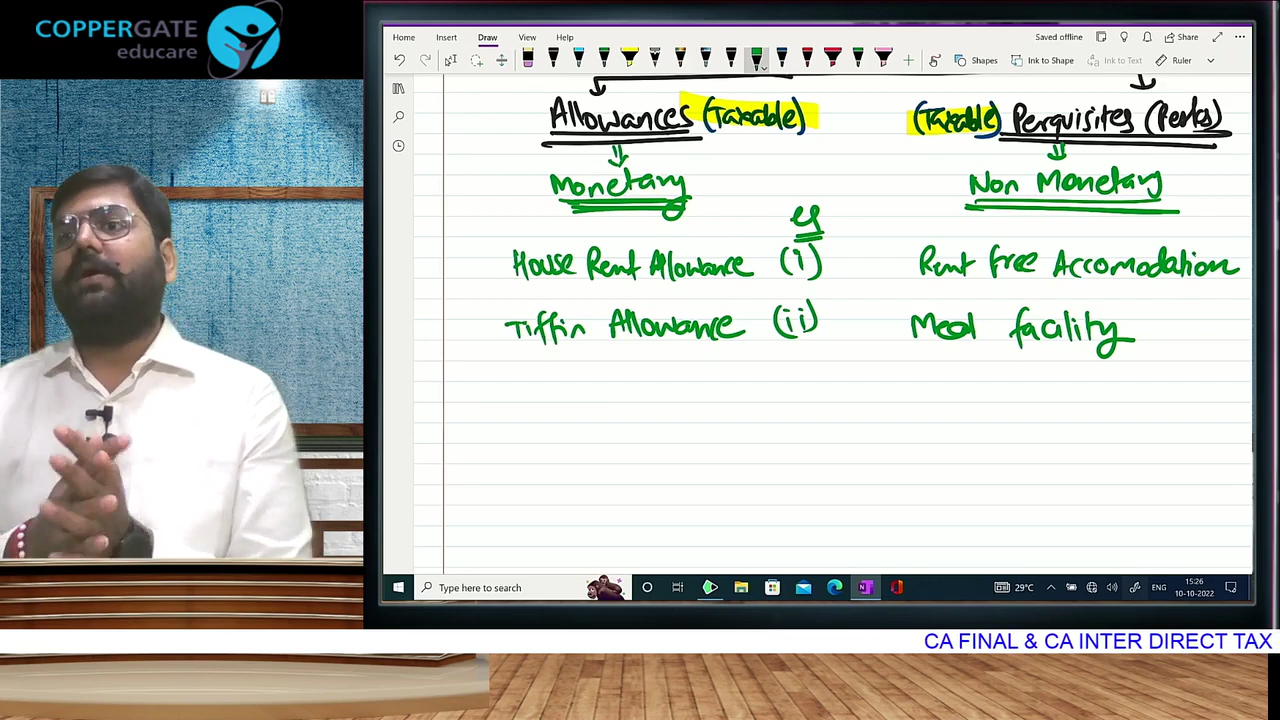 COPPERGATE
educare
Home Insert Draw View Help
Saved offline
Share
Shapes
Ink to Shape
Ink to Text
Ruler
Allowances (Taxable)
(Taxable) Perquisites (Perks)
Monetary
Non Monetary
eg
House Rent Allowance (i) Rent free Accomodation
Tiffin Allowance (ii) Meal facility
Type here to search
29°C
ENG
15:26
10-10-2022
CA FINAL & CA INTER DIRECT TAX